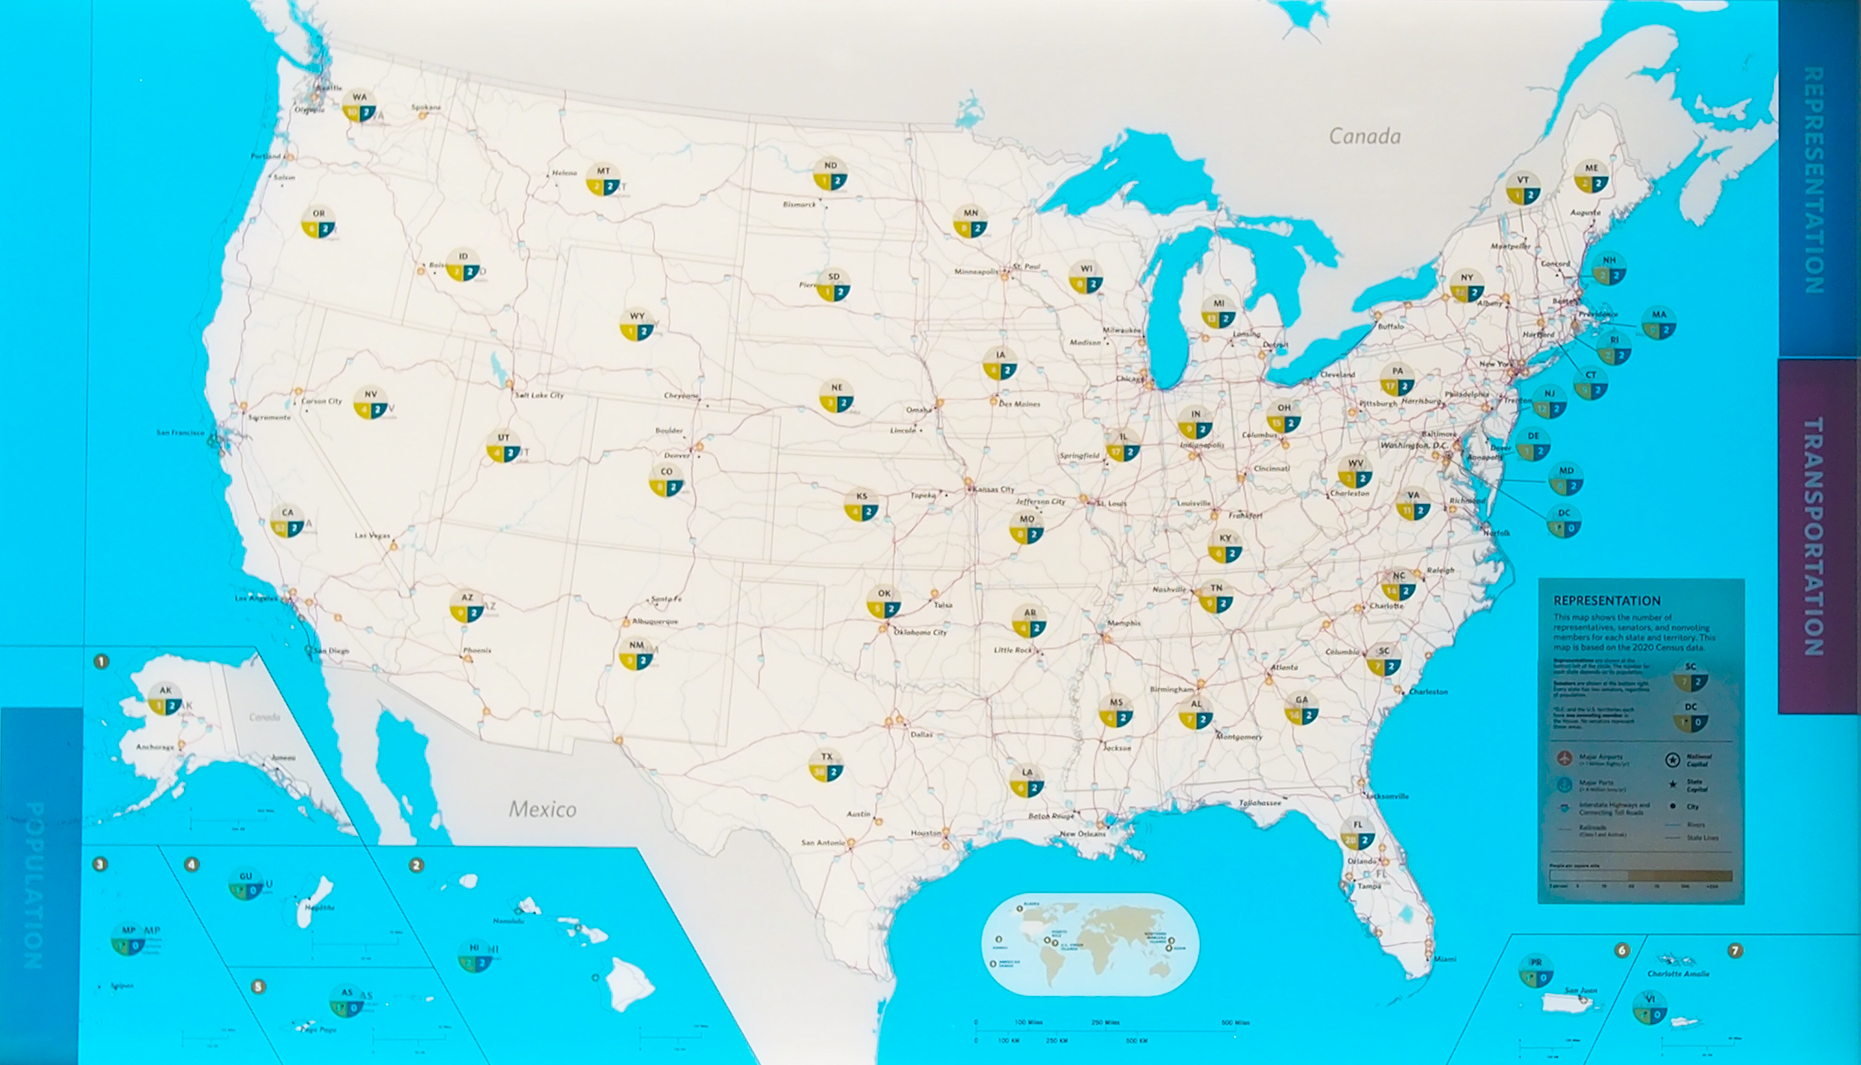 REPRESENTATION
TRANSPORTATION
POPULATION
Canada
Mexico
Canada
WA
10 2
Seattle
Olympia
Spokane
Portland
Salem
OR
6 2
ID
2 2
MT
2 2
Helena
ND
1 2
Bismarck
MN
8 2
Minneapolis
St. Paul
SD
1 2
WY
1 2
WI
8 2
Milwaukee
Madison
MI
13 2
Lansing
Detroit
VT
1 2
ME
2 2
Augusta
Montpelier
Concord
NH
2 2
NY
2
Albany
Boston
Providence
Hartford
MA
2
RI
2 2
CT
5 2
Buffalo
New York
NV
4 2
Carson City
Sacramento
San Francisco
Salt Lake City
UT
4 2
Cheyenne
Boulder
Denver
CO
8 2
NE
3 2
Omaha
Lincoln
IA
4 2
Des Moines
Chicago
IL
17 2
Springfield
IN
9 2
Indianapolis
OH
15 2
Columbus
Cincinnati
Cleveland
PA
17 2
Pittsburgh
Harrisburg
Philadelphia
Trenton
NJ
12 2
Baltimore
Washington, D.C.
Annapolis
Dover
DE
1 2
MD
2
DC
* 0
WV
2 2
Charleston
VA
11 2
Richmond
Norfolk
CA
52 2
Las Vegas
Los Angeles
San Diego
KS
4 2
Topeka
Kansas City
Jefferson City
St. Louis
MO
8 2
Louisville
Frankfort
KY
6 2
Nashville
TN
9 2
NC
14 2
Raleigh
Charlotte
AZ
9 2
AZ
Phoenix
Santa Fe
Albuquerque
NM
3 2
OK
5 2
Tulsa
Oklahoma City
AR
4 2
Little Rock
Memphis
SC
7 2
Columbia
Charleston
Atlanta
Birmingham
MS
4 2
Jackson
AL
7 2
Montgomery
GA
14 2
TX
38 2
Dallas
Austin
Houston
San Antonio
LA
6 2
Baton Rouge
New Orleans
Tallahassee
Jacksonville
FL
28 2
Orlando
FL
Tampa
Miami
1
AK
1 2
AK
Anchorage
Juneau
3
MP
* 0
MP
Saipan
4
GU
* 0
Hagåtña
5
AS
* 0
AS
Pago Pago
2
HI
2 2
HI
Honolulu
6
PR
* 0
San Juan
7
Charlotte Amalie
VI
* 0
0 100 Miles 250 Miles 500 Miles
0 100 KM 250 KM 500 KM
REPRESENTATION
This map shows the number of
representatives, senators, and nonvoting
members for each state and territory. This
map is based on the 2020 Census data.
SC
7 2
DC
* 0
Major Airports
Major Ports
Interstate Highways and
Connecting Toll Roads
Railroads
National
Capital
State
Capital
City
Rivers
State Lines
People per square mile